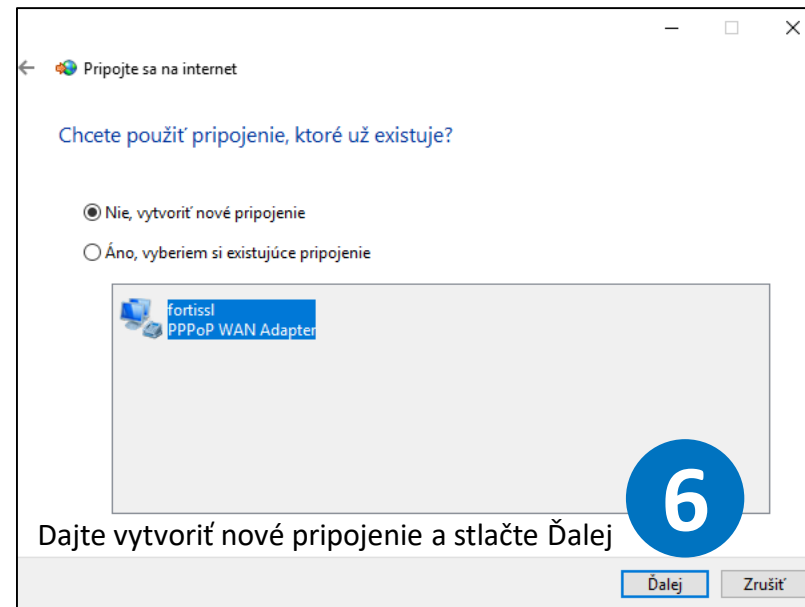 Pripojte sa na internet
Chcete použiť pripojenie, ktoré už existuje?
Nie, vytvoriť nové pripojenie
Áno, vyberiem si existujúce pripojenie
fortissl
PPPoP WAN Adapter
6
Dajte vytvoriť nové pripojenie a stlačte Ďalej
Ďalej Zrušiť